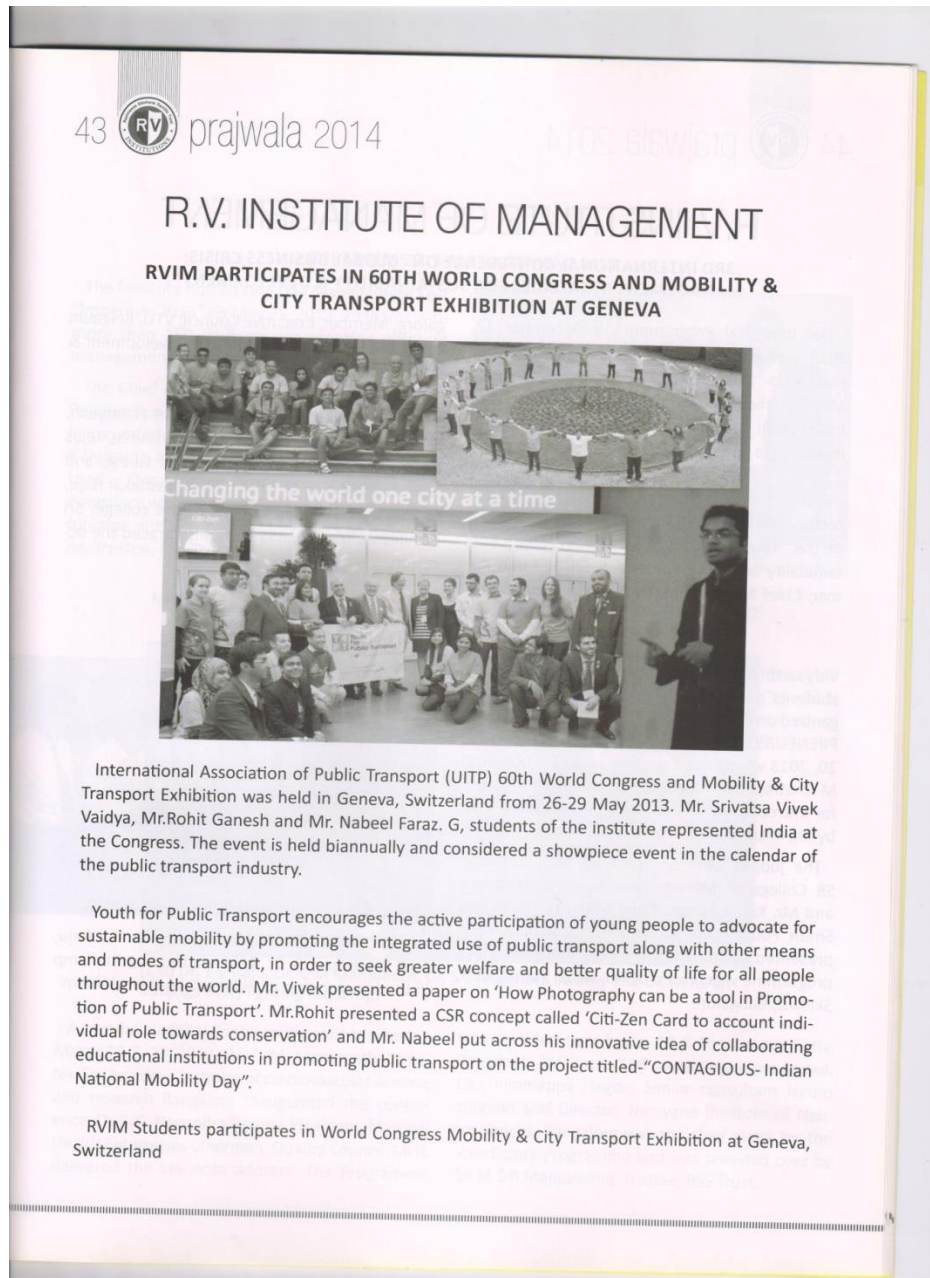 43 RV INSTITUTIONS prajwala 2014
R.V. INSTITUTE OF MANAGEMENT
RVIM PARTICIPATES IN 60TH WORLD CONGRESS AND MOBILITY &
CITY TRANSPORT EXHIBITION AT GENEVA
Changing the world one city at a time
Public Transport
International Association of Public Transport (UITP) 60th World Congress and Mobility & City
Transport Exhibition was held in Geneva, Switzerland from 26-29 May 2013. Mr. Srivatsa Vivek
Vaidya, Mr.Rohit Ganesh and Mr. Nabeel Faraz. G, students of the institute represented India at
the Congress. The event is held biannually and considered a showpiece event in the calendar of
the public transport industry.
Youth for Public Transport encourages the active participation of young people to advocate for
sustainable mobility by promoting the integrated use of public transport along with other means
and modes of transport, in order to seek greater welfare and better quality of life for all people
throughout the world. Mr. Vivek presented a paper on ‘How Photography can be a tool in Promo-
tion of Public Transport’. Mr.Rohit presented a CSR concept called ‘Citi-Zen Card to account indi-
vidual role towards conservation’ and Mr. Nabeel put across his innovative idea of collaborating
educational institutions in promoting public transport on the project titled-“CONTAGIOUS- Indian
National Mobility Day”.
RVIM Students participates in World Congress Mobility & City Transport Exhibition at Geneva,
Switzerland